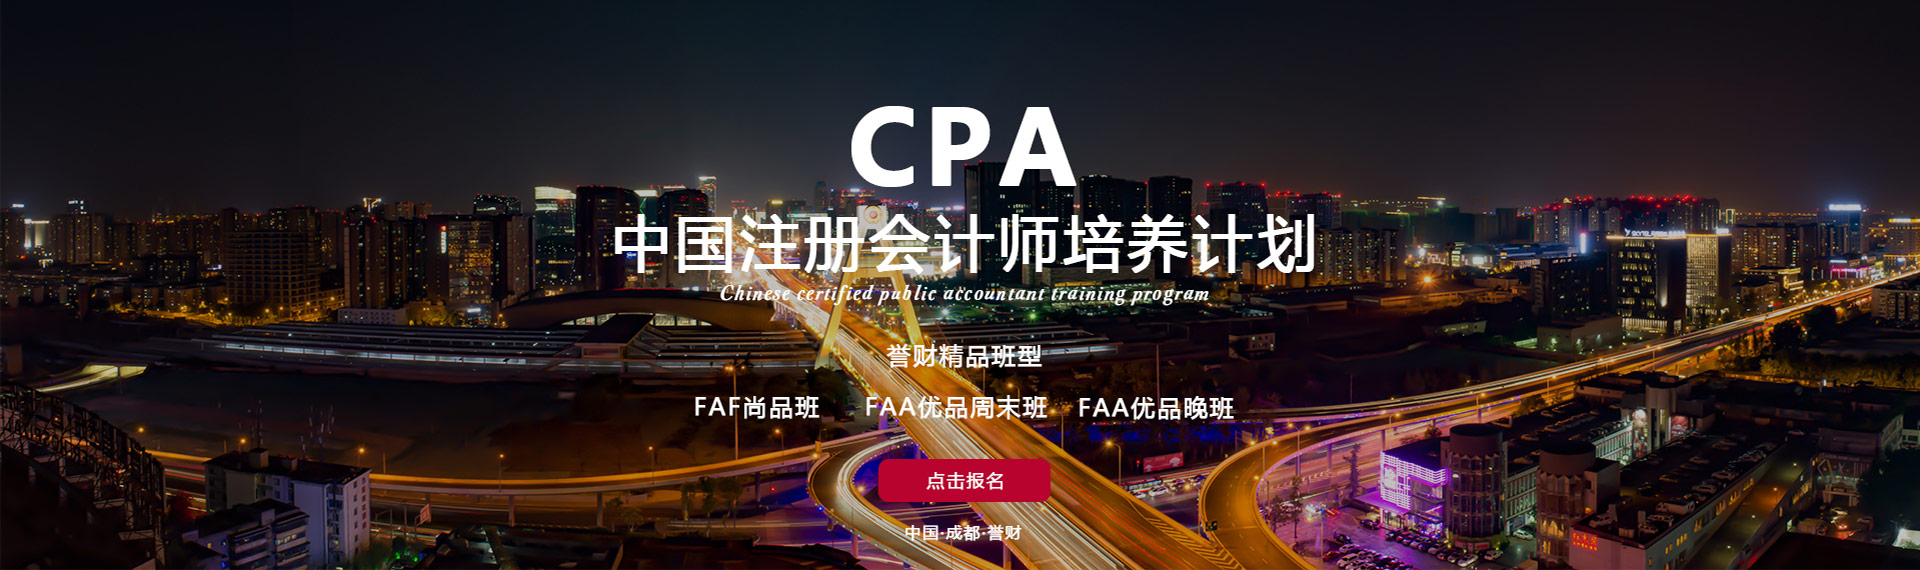 CPA
中国注册会计师培养计划
Chinese certified public accountant training program
誉财精品班型
FAF尚品班 FAA优品周末班 FAA优品晚班
点击报名
中国·成都·誉财